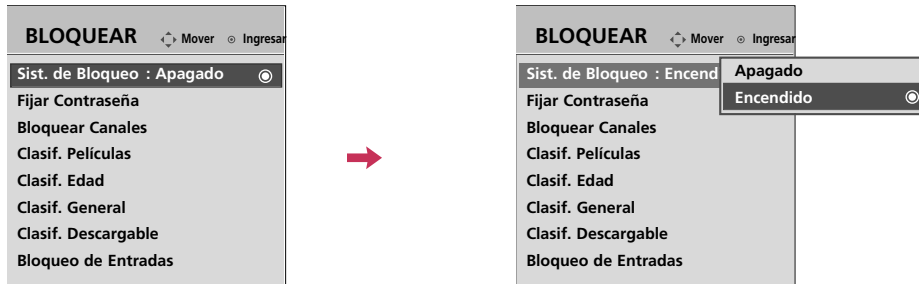 BLOQUEAR Mover Ingresar
Sist. de Bloqueo : Apagado
Fijar Contraseña
Bloquear Canales
Clasif. Películas
Clasif. Edad
Clasif. General
Clasif. Descargable
Bloqueo de Entradas
BLOQUEAR Mover Ingresar
Sist. de Bloqueo : Encend
Fijar Contraseña
Bloquear Canales
Clasif. Películas
Clasif. Edad
Clasif. General
Clasif. Descargable
Bloqueo de Entradas
Apagado
Encendido